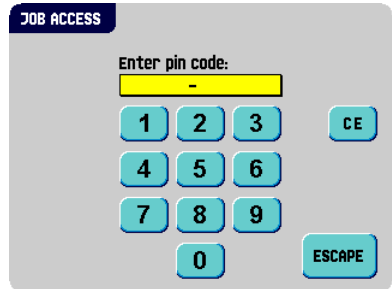 JOB ACCESS
Enter pin code:
-
1 2 3 CE
4 5 6
7 8 9
0 ESCAPE